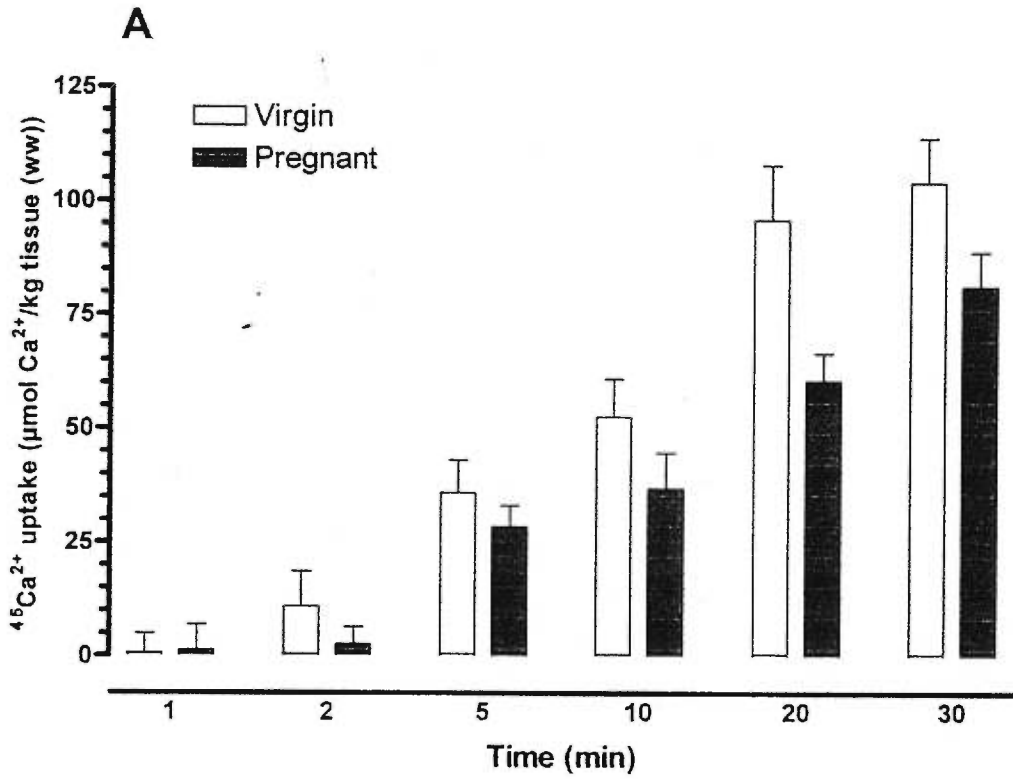 A
125
100
75
50
25
0
⁴⁵Ca²⁺ uptake (µmol Ca²⁺/kg tissue (ww))
Virgin
Pregnant
1 2 5 10 20 30
Time (min)